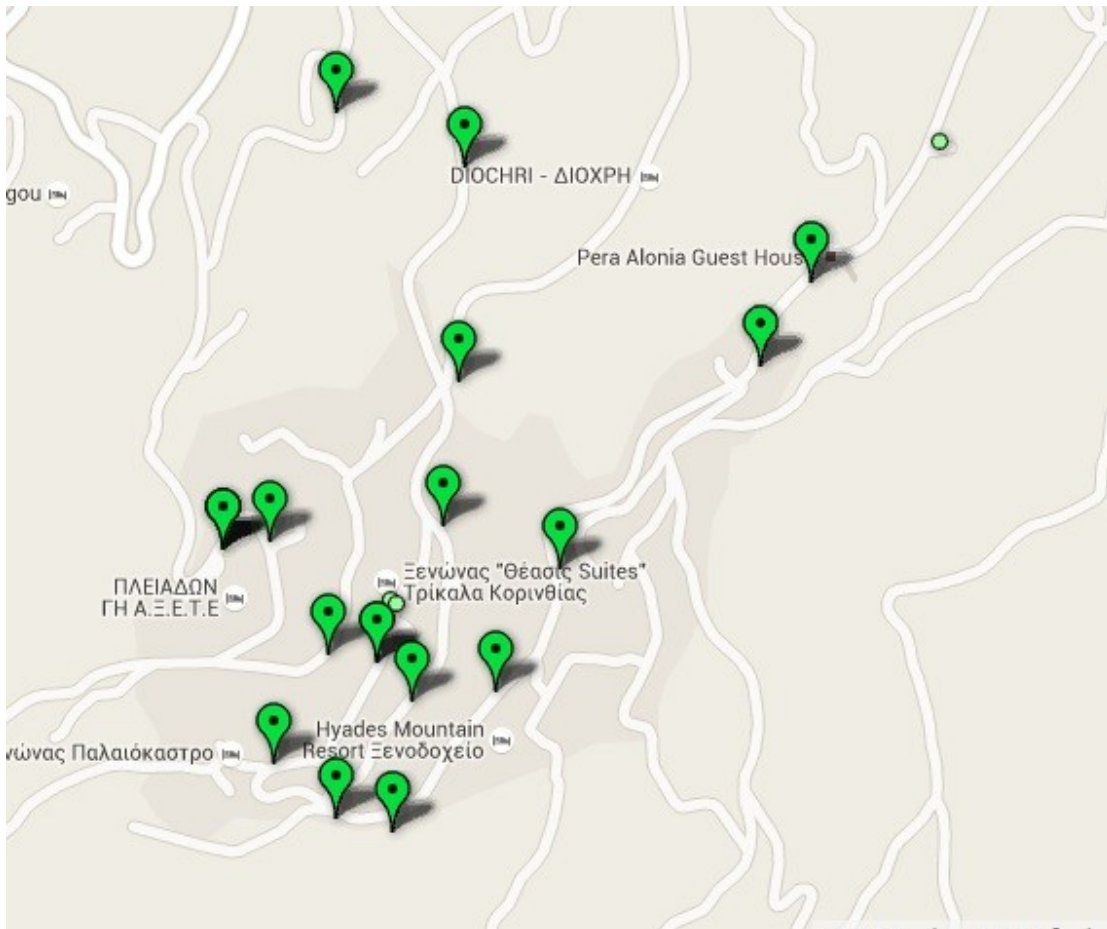 DIOCHRI - ΔΙΟΧΡΗ
gou
Pera Alonia Guest Hous
ΠΛΕΙΑΔΩΝ
ΓΗ Α.Ξ.Ε.Τ.Ε
Ξενώνας "Θέασις Suites"
Τρίκαλα Κορινθίας
Hyades Mountain
Resort Ξενοδοχείο
νώνας Παλαιόκαστρο